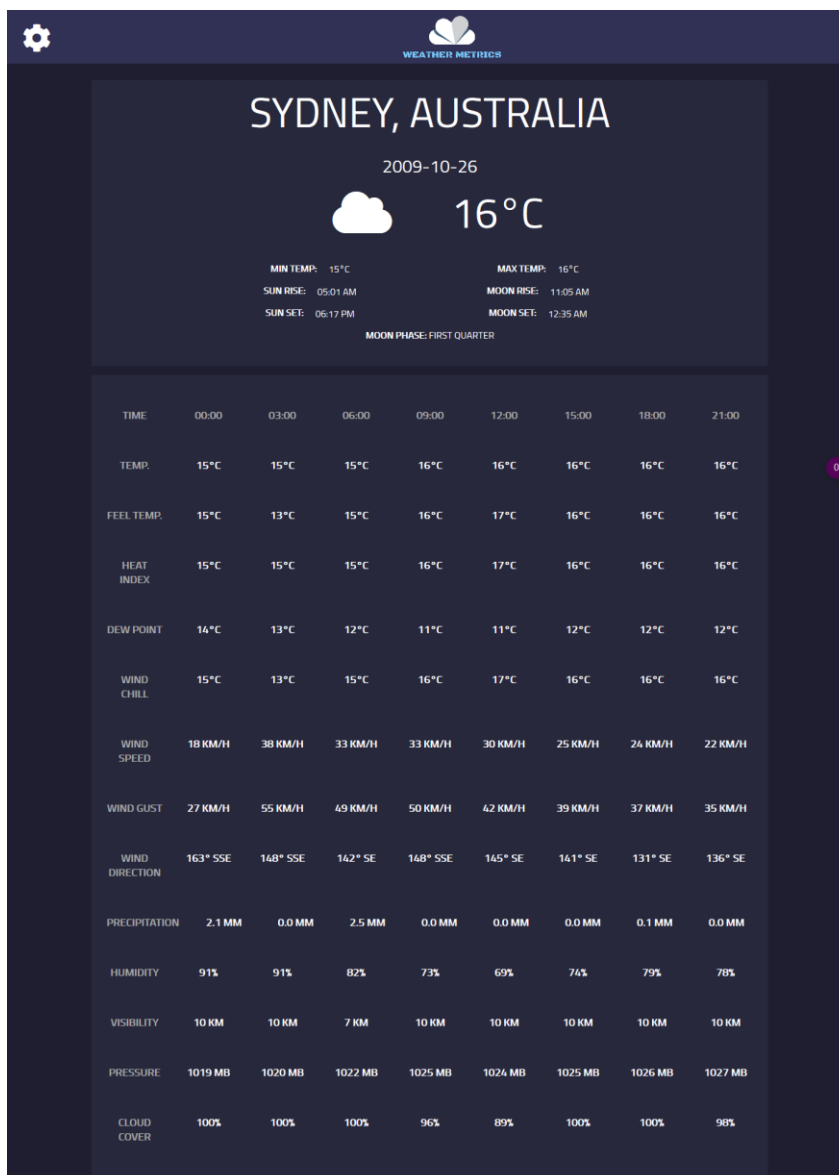 WEATHER METRICS
SYDNEY, AUSTRALIA
2009-10-26
16°C
MIN TEMP: 15°C MAX TEMP: 16°C
SUN RISE: 05:01 AM MOON RISE: 11:05 AM
SUN SET: 06:17 PM MOON SET: 12:35 AM
MOON PHASE: FIRST QUARTER
TIME 00:00 03:00 06:00 09:00 12:00 15:00 18:00 21:00
TEMP. 15°C 15°C 15°C 16°C 16°C 16°C 16°C 16°C
0
FEEL TEMP. 15°C 13°C 15°C 16°C 17°C 16°C 16°C 16°C
HEAT INDEX 15°C 15°C 15°C 16°C 17°C 16°C 16°C 16°C
DEW POINT 14°C 13°C 12°C 11°C 11°C 12°C 12°C 12°C
WIND CHILL 15°C 13°C 15°C 16°C 17°C 16°C 16°C 16°C
WIND SPEED 18 KM/H 38 KM/H 33 KM/H 33 KM/H 30 KM/H 25 KM/H 24 KM/H 22 KM/H
WIND GUST 27 KM/H 55 KM/H 49 KM/H 50 KM/H 42 KM/H 39 KM/H 37 KM/H 35 KM/H
WIND DIRECTION 163° SSE 148° SSE 142° SE 148° SSE 145° SE 141° SE 131° SE 136° SE
PRECIPITATION 2.1 MM 0.0 MM 2.5 MM 0.0 MM 0.0 MM 0.0 MM 0.1 MM 0.0 MM
HUMIDITY 91% 91% 82% 73% 69% 74% 79% 78%
VISIBILITY 10 KM 10 KM 7 KM 10 KM 10 KM 10 KM 10 KM 10 KM
PRESSURE 1019 MB 1020 MB 1022 MB 1025 MB 1024 MB 1025 MB 1026 MB 1027 MB
CLOUD COVER 100% 100% 100% 96% 89% 100% 100% 98%